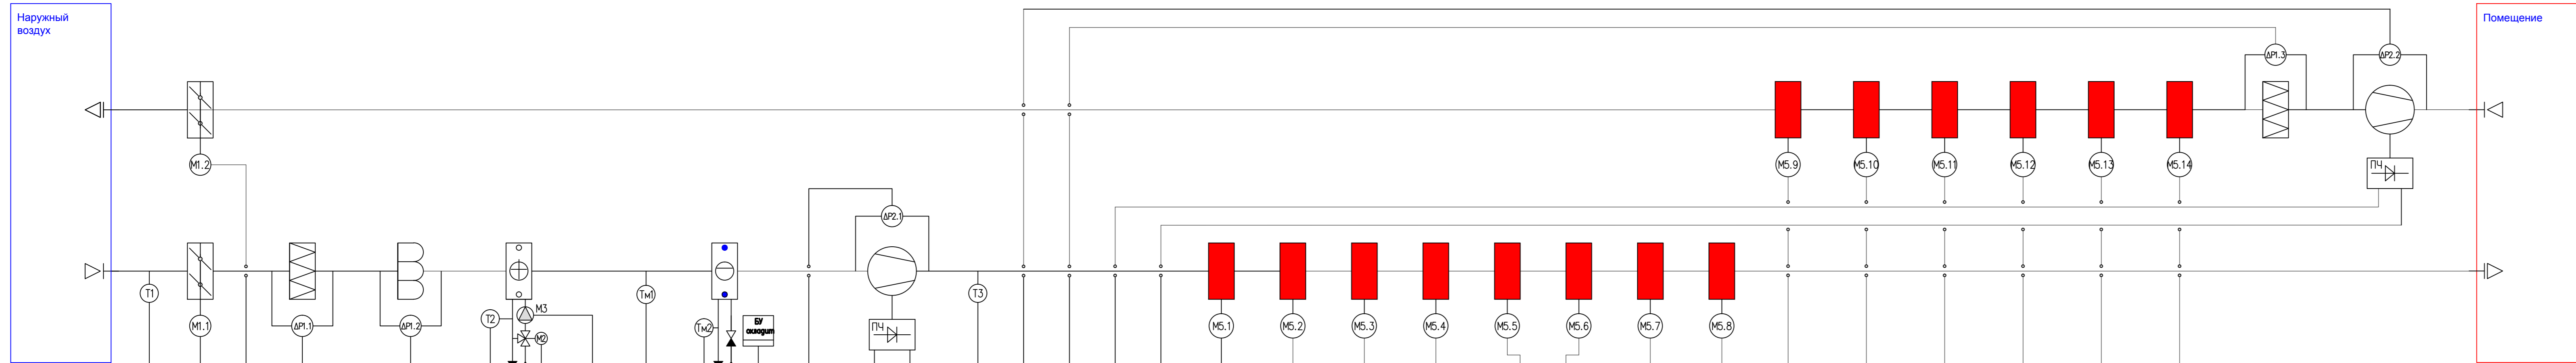 Наружный
воздух
Помещение
ΔP1.3
ΔP2.2
M1.2
M5.9
M5.10
M5.11
M5.12
M5.13
M5.14
ПЧ
ΔP2.1
T1
M1.1
ΔP1.1
ΔP1.2
T2
M3
M2
Tм1
Tм2
БУ
охладит
ПЧ
T3
M5.1
M5.2
M5.3
M5.4
M5.5
M5.6
M5.7
M5.8